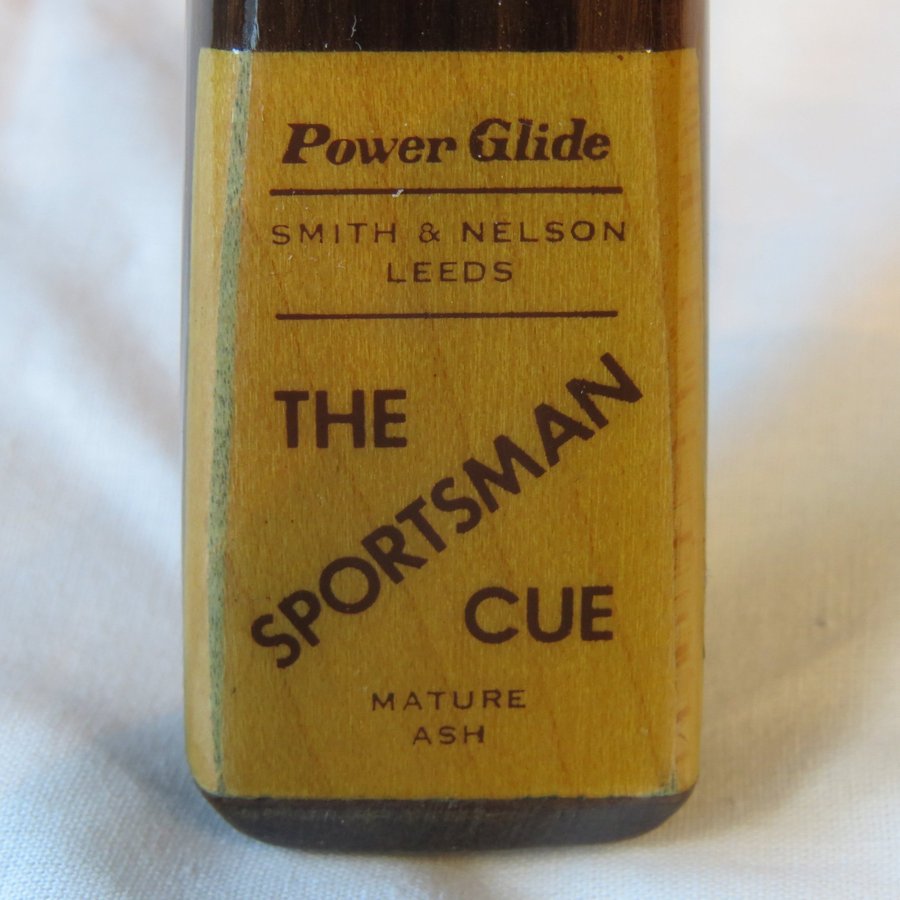 Power Glide
SMITH & NELSON
LEEDS
THE
SPORTSMAN
CUE
MATURE
ASH